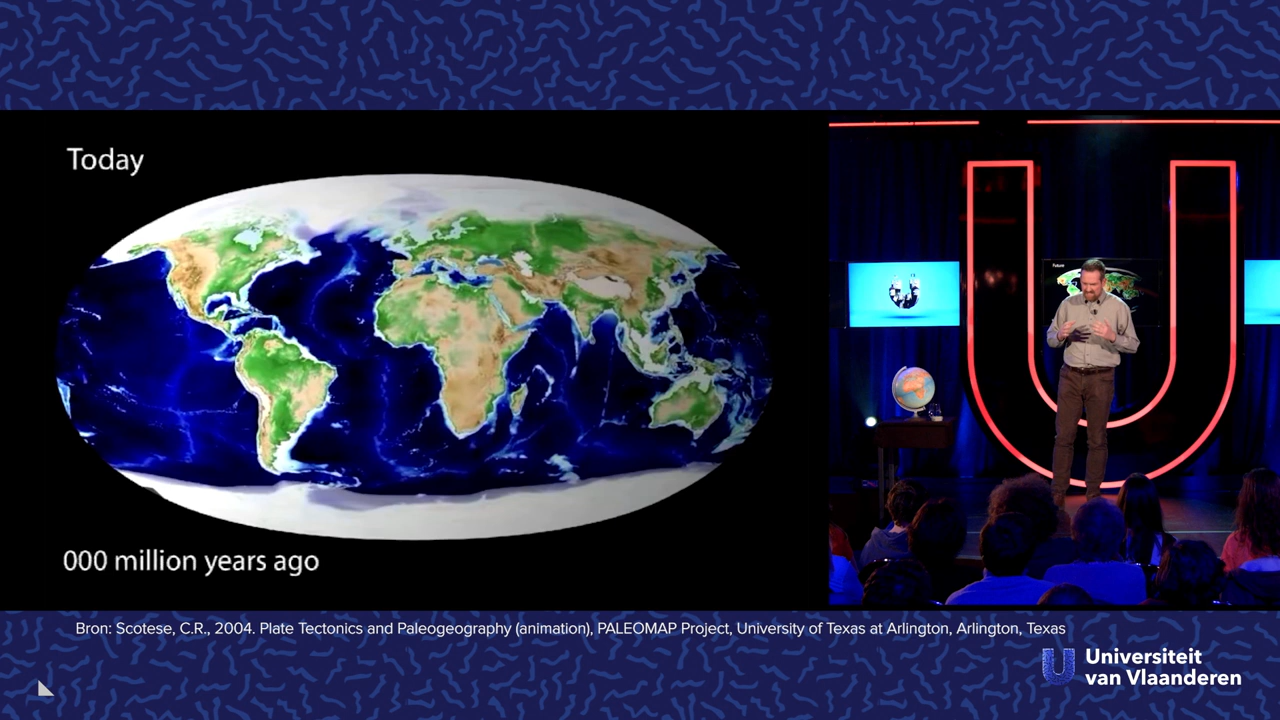 Today
000 million years ago
Future
Bron: Scotese, C.R., 2004. Plate Tectonics and Paleogeography (animation), PALEOMAP Project, University of Texas at Arlington, Arlington, Texas
Universiteit
van Vlaanderen